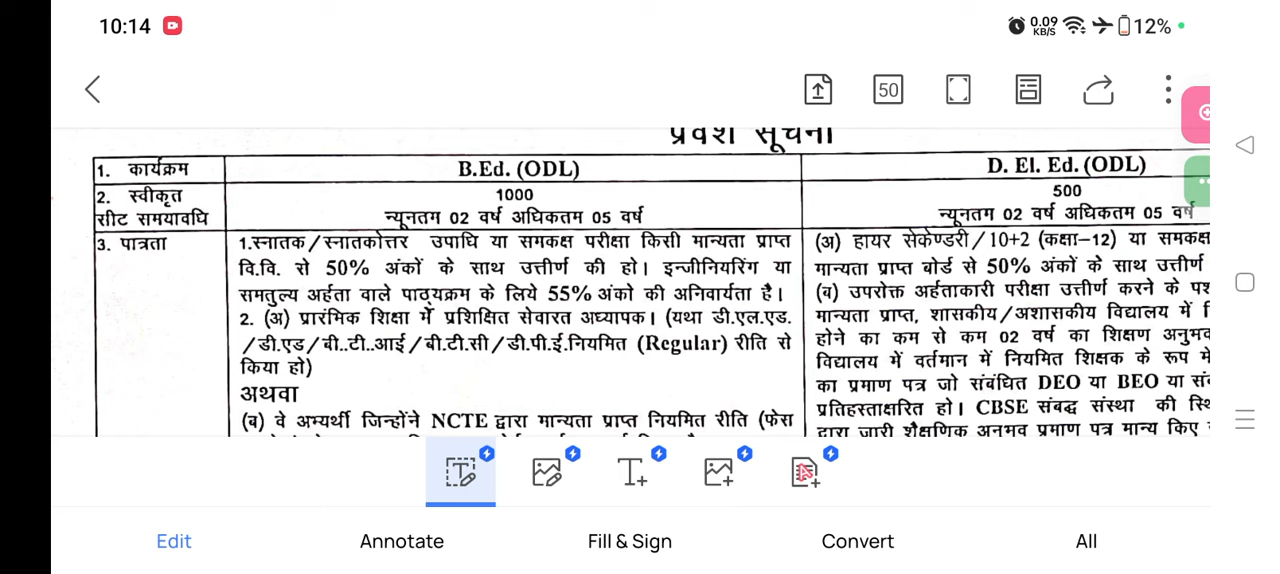 10:14
0.09 KB/S 12%
50
प्रवेश सूचना
1. कार्यक्रम B.Ed. (ODL) D. El. Ed. (ODL)
2. स्वीकृत 1000 500
सीट समयावधि न्यूनतम 02 वर्ष अधिकतम 05 वर्ष न्यूनतम 02 वर्ष अधिकतम 05 वर्ष
3. पात्रता
1.स्नातक/स्नातकोत्तर उपाधि या समकक्ष परीक्षा किसी मान्यता प्राप्त
वि.वि. से 50% अंकों के साथ उत्तीर्ण की हो। इन्जीनियरिंग या
समतुल्य अर्हता वाले पाठ्यक्रम के लिये 55% अंको की अनिवार्यता है।
2. (अ) प्रारंमिक शिक्षा में प्रशिक्षित सेवारत अध्यापक। (यथा डी.एल.एड.
/डी.एड/बी..टी..आई/बी.टी.सी/डी.पी.ई.नियमित (Regular) रीति से
किया हो)
अथवा
(ब) वे अभ्यर्थी जिन्होंने NCTE द्वारा मान्यता प्राप्त नियमित रीति (फेस
(अ) हायर सेकेण्डरी/10+2 (कक्षा-12) या समकक्ष
मान्यता प्राप्त बोर्ड से 50% अंकों के साथ उत्तीर्ण
(ब) उपरोक्त अर्हताकारी परीक्षा उत्तीर्ण करने के
मान्यता प्राप्त, शासकीय/अशासकीय विद्यालय में
होने का कम से कम 02 वर्ष का शिक्षण
विद्यालय में वर्तमान में नियमित शिक्षक के रूप में
का प्रमाण पत्र जो संबंधित DEO या BEO या
प्रतिहस्ताक्षरित हो। CBSE संबद्ध संस्था की
द्वारा जारी शैक्षणिक अनुभव प्रमाण पत्र मान्य किए
Edit Annotate Fill & Sign Convert All